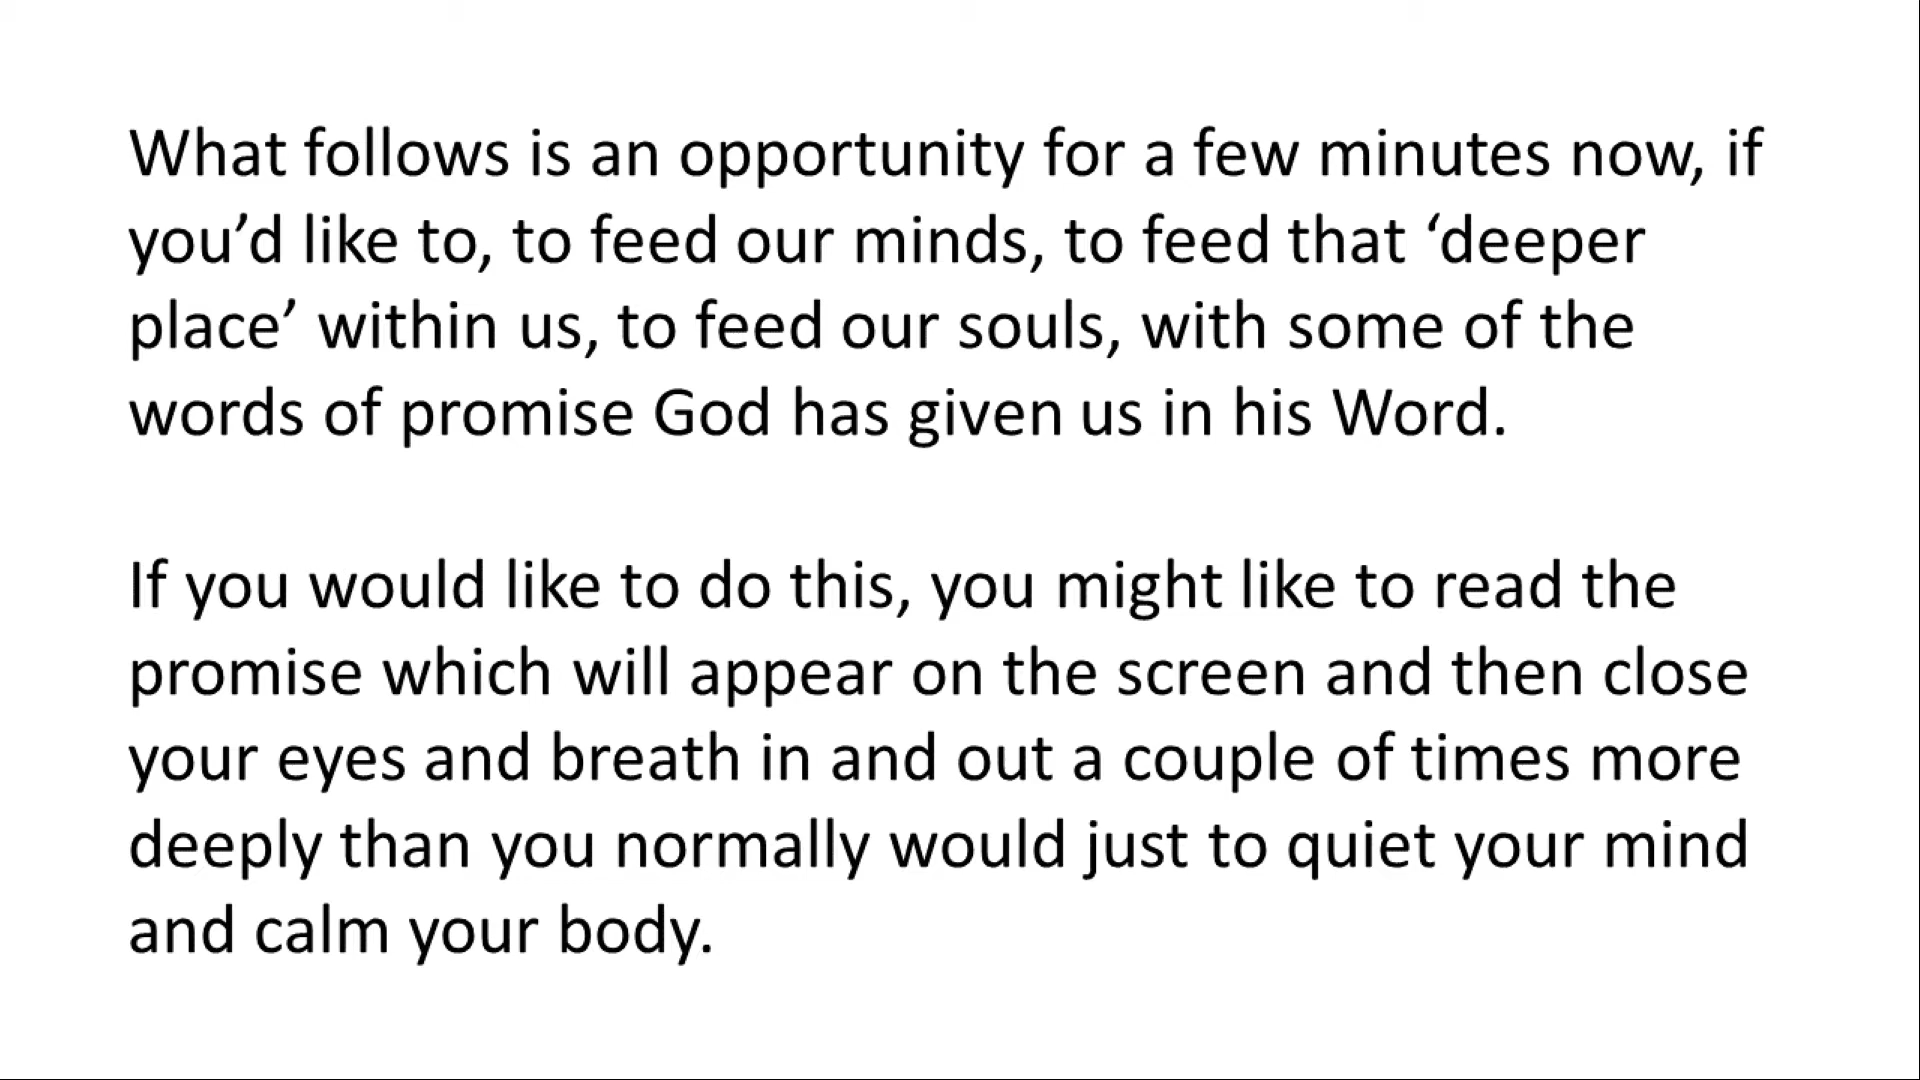 What follows is an opportunity for a few minutes now, if
you’d like to, to feed our minds, to feed that ‘deeper
place’ within us, to feed our souls, with some of the
words of promise God has given us in his Word.
If you would like to do this, you might like to read the
promise which will appear on the screen and then close
your eyes and breath in and out a couple of times more
deeply than you normally would just to quiet your mind
and calm your body.